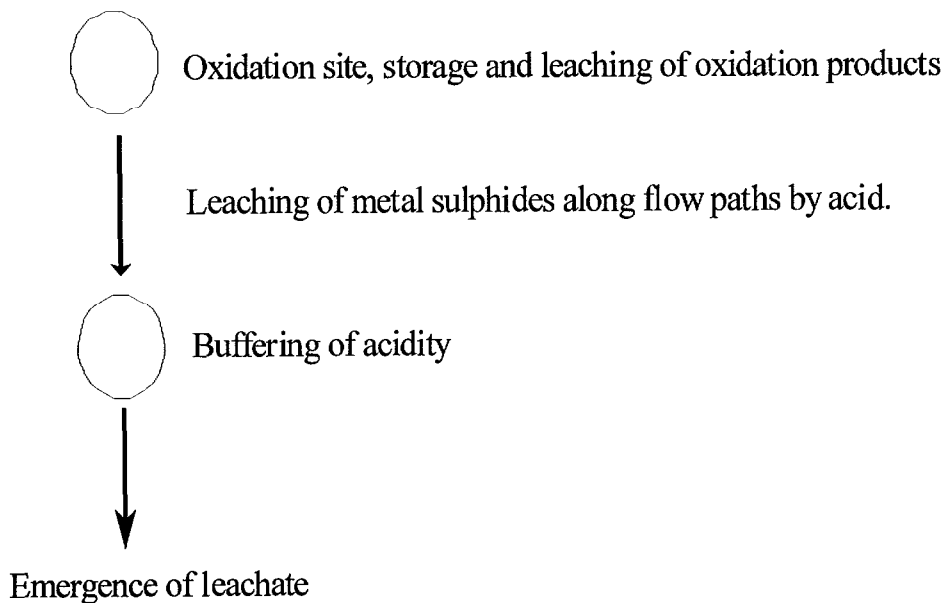 Oxidation site, storage and leaching of oxidation products
Leaching of metal sulphides along flow paths by acid.
Buffering of acidity
Emergence of leachate